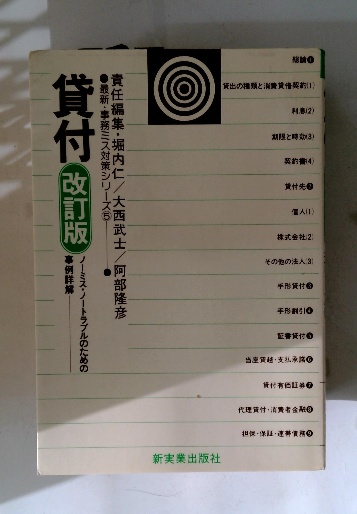 貸付
改訂版
ノーミス・ノートラブルのための
事例詳解
●最新・事務ミス対策シリーズ⑤
責任編集・堀内仁／大西武士／阿部隆彦
総論❶
貸出の種類と消費貸借契約(1)
利息(2)
期限と時効(3)
契約書(4)
貸付先❷
個人(1)
株式会社(2)
その他の法人(3)
手形貸付❸
手形割引❹
証書貸付❺
当座貸越・支払承諾❻
貸付有価証券❼
代理貸付・消費者金融❽
担保・保証・連帯債務❾
新実業出版社